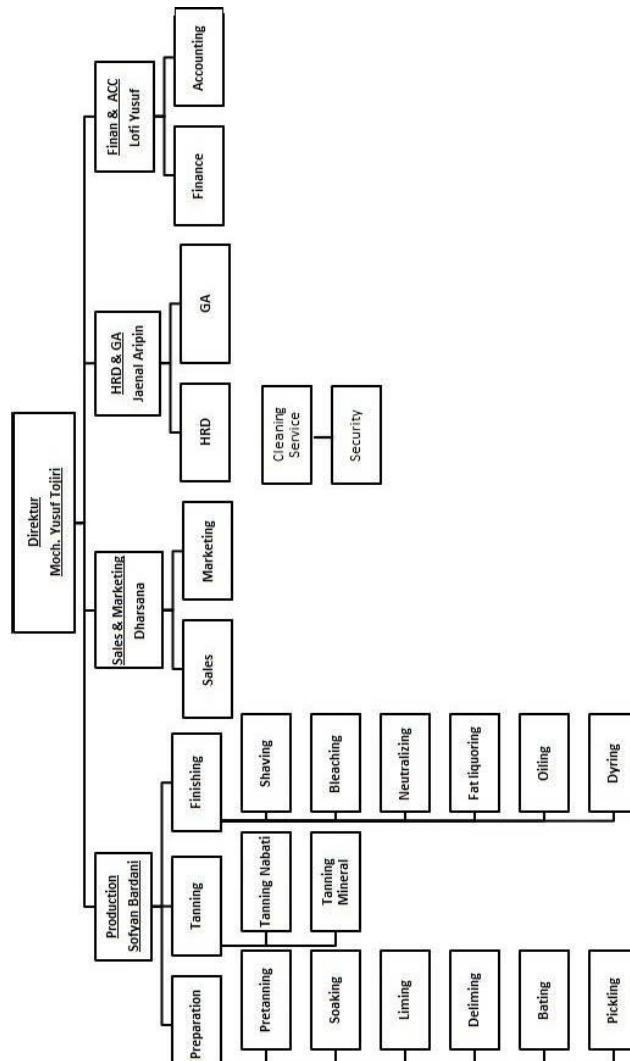 Direktur
Moch. Yusuf Tojiri
Production
Sofyan Bardani
Sales & Marketing
Dharsana
HRD & GA
Jaenal Aripin
Finan & ACC
Lofi Yusuf
Preparation
Tanning
Finishing
Sales
Marketing
HRD
GA
Finance
Accounting
Pretanning
Soaking
Liming
Deliming
Bating
Pickling
Tanning Nabati
Tanning
Mineral
Shaving
Bleaching
Neutralizing
Fat liquoring
Oiling
Dyring
Cleaning
Service
Security